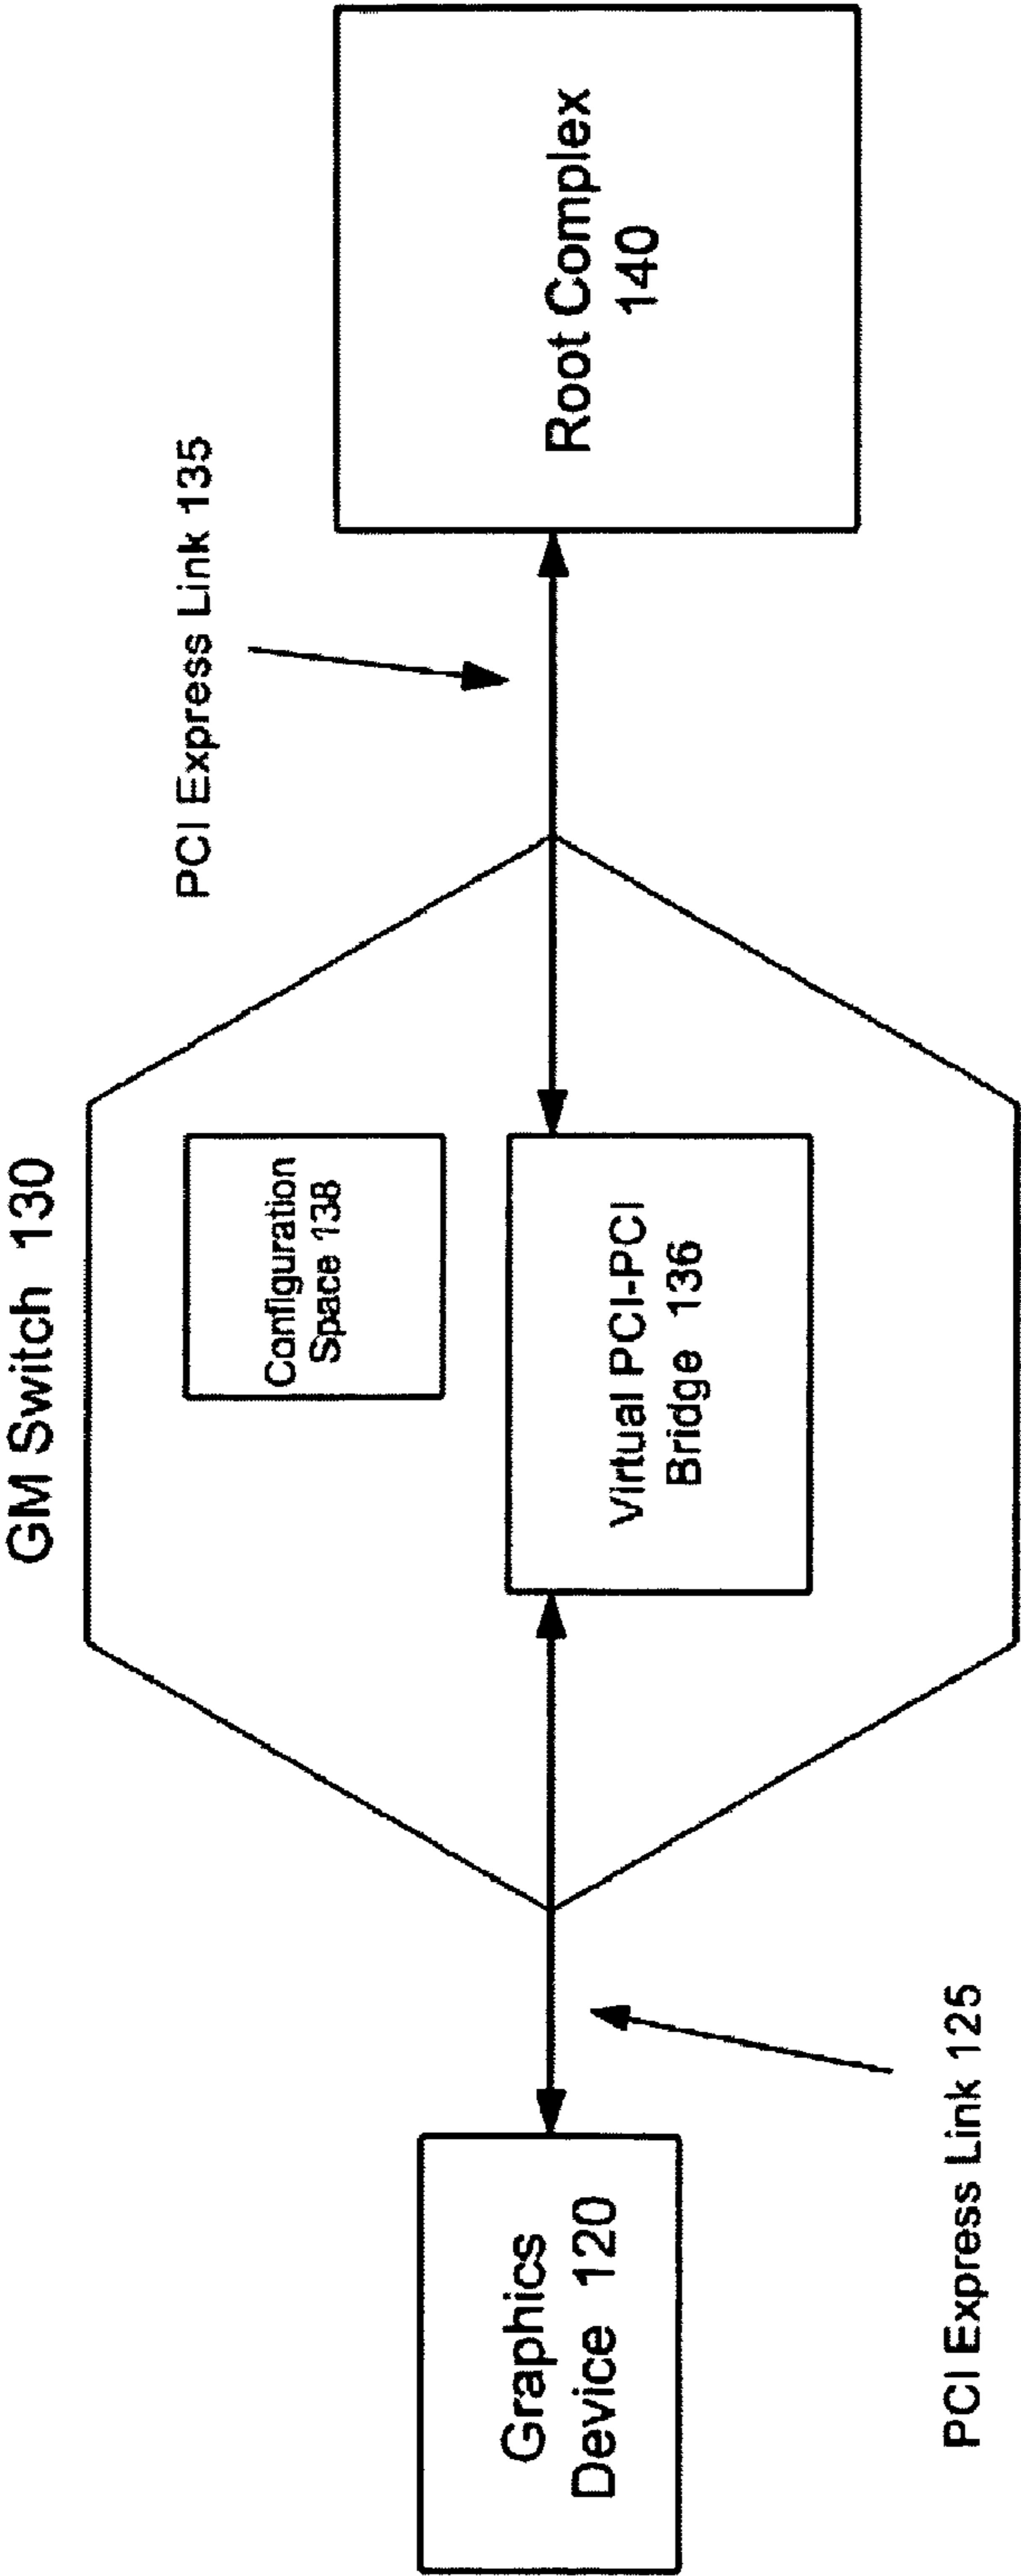 GM Switch 130
PCI Express Link 135
Configuration
Space 138
Graphics
Device 120
Virtual PCI-PCI
Bridge 136
Root Complex
140
PCI Express Link 125